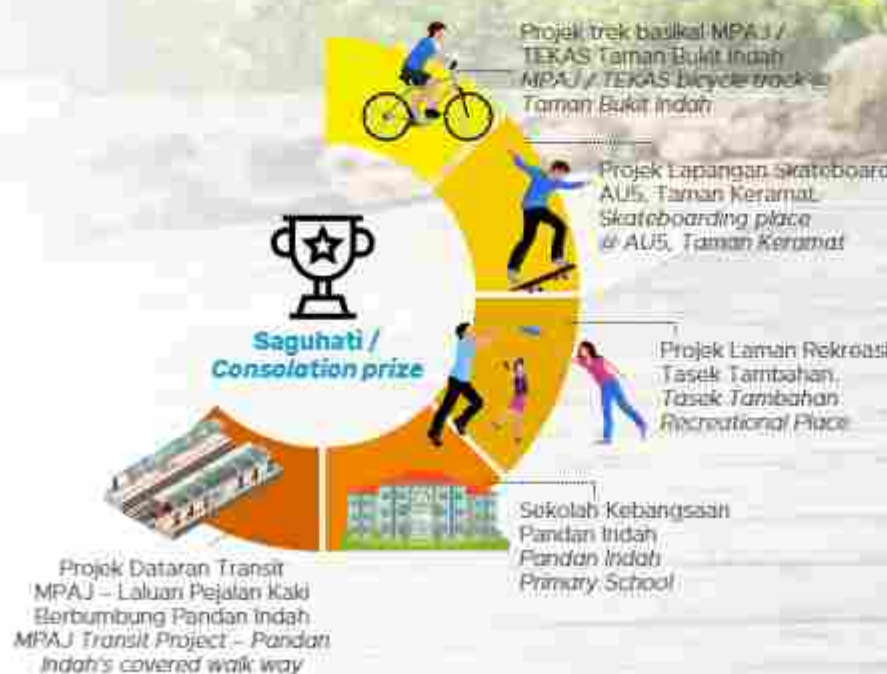 Projek trek basikal MPAJ /
TEKAS Taman Bukit Indah
MPAJ / TEKAS bicycle track @
Taman Bukit Indah
Projek Lapangan Skateboard
AU5, Taman Keramat.
Skateboarding place
@ AU5, Taman Keramat
Saguhati /
Consolation prize
Projek Laman Rekreasi
Tasek Tambahan.
Tasek Tambahan
Recreational Place
Sekolah Kebangsaan
Pandan Indah
Pandan Indah
Primary School
Projek Dataran Transit
MPAJ – Laluan Pejalan Kaki
Berbumbung Pandan Indah
MPAJ Transit Project – Pandan
Indah's covered walk way